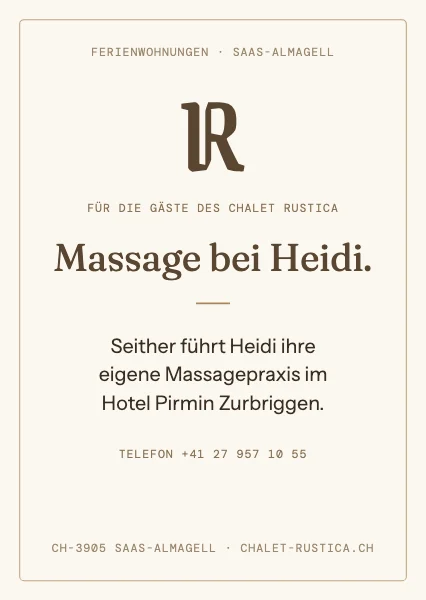 FERIENWOHNUNGEN · SAAS-ALMAGELL
R
FÜR DIE GÄSTE DES CHALET RUSTICA
Massage bei Heidi.
Seither führt Heidi ihre
eigene Massagepraxis im
Hotel Pirmin Zurbriggen.
TELEFON +41 27 957 10 55
CH-3905 SAAS-ALMAGELL · CHALET-RUSTICA.CH